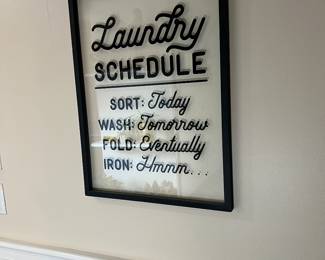 Laundry
SCHEDULE
SORT: Today
WASH: Tomorrow
FOLD: Eventually
IRON: Hmmm...